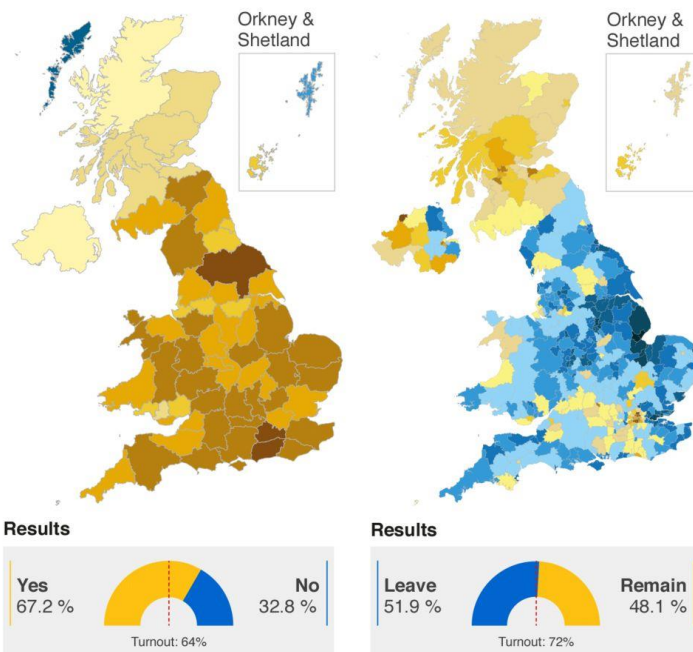 Orkney &
Shetland
Results
Yes
67.2 %
No
32.8 %
Turnout: 64%
Orkney &
Shetland
Results
Leave
51.9 %
Remain
48.1 %
Turnout: 72%